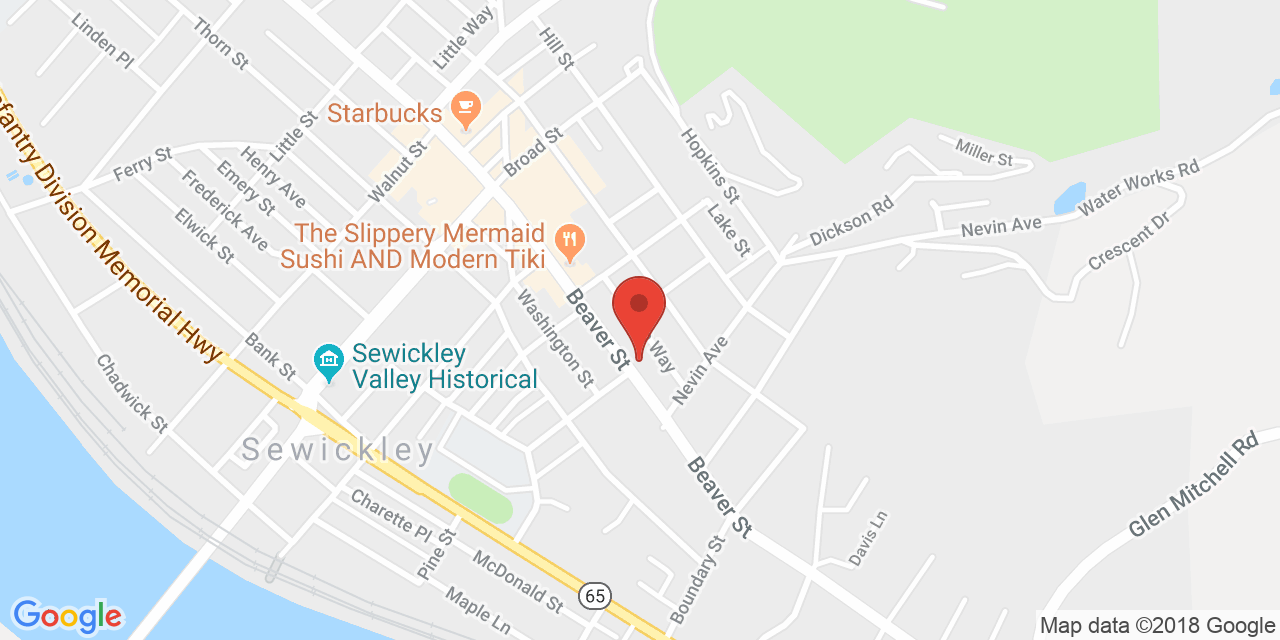 Linden Pl
Thorn St
Little Way
Hill St
Starbucks
Little St
Walnut St
Broad St
Hopkins St
Miller St
Ferry St
Henry Ave
Emery St
Frederick Ave
Elwick St
Water Works Rd
Lake St
Dickson Rd
Nevin Ave
Crescent Dr
The Slippery Mermaid
Sushi AND Modern Tiki
Division Memorial Hwy
Beaver St
Washington St
Way
Bank St
Sewickley
Valley Historical
Nevin Ave
Chadwick St
Sewickley
Beaver St
Glen Mitchell Rd
Charette Pl
Pine St
McDonald St
Maple Ln
65
Boundary St
Davis Ln
Google
Map data ©2018 Google